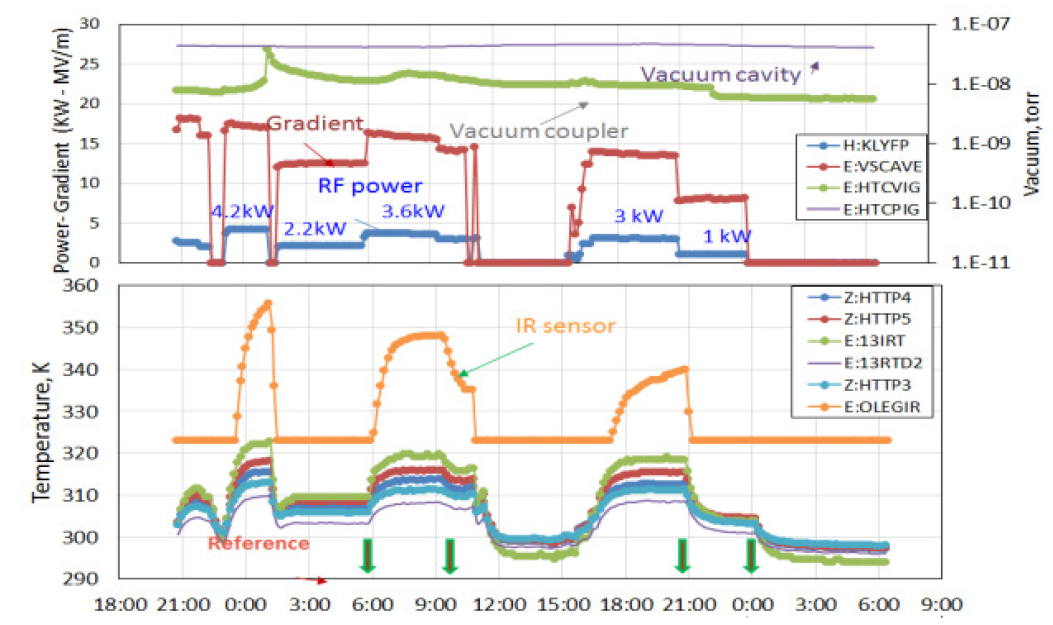 30
25
20
15
10
5
0
Power- Gradient (KW - MV/m)
1.E-07
1.E-08
1.E-09
1.E-10
1.E-11
Vacuum, torr
Vacuum cavity
Gradient
Vacuum coupler
RF power
4.2kW
2.2kW
3.6kW
3 kW
1 kW
H:KLYFP
E:VSCAVE
E:HTCVIG
E:HTCPIG
360
350
340
330
320
310
300
290
Temperature, K
IR sensor
Reference
Z:HTTP4
Z:HTTP5
E:13IRT
E:13RTD2
Z:HTTP3
E:OLEGIR
18:00 21:00 0:00 3:00 6:00 9:00 12:00 15:00 18:00 21:00 0:00 3:00 6:00 9:00